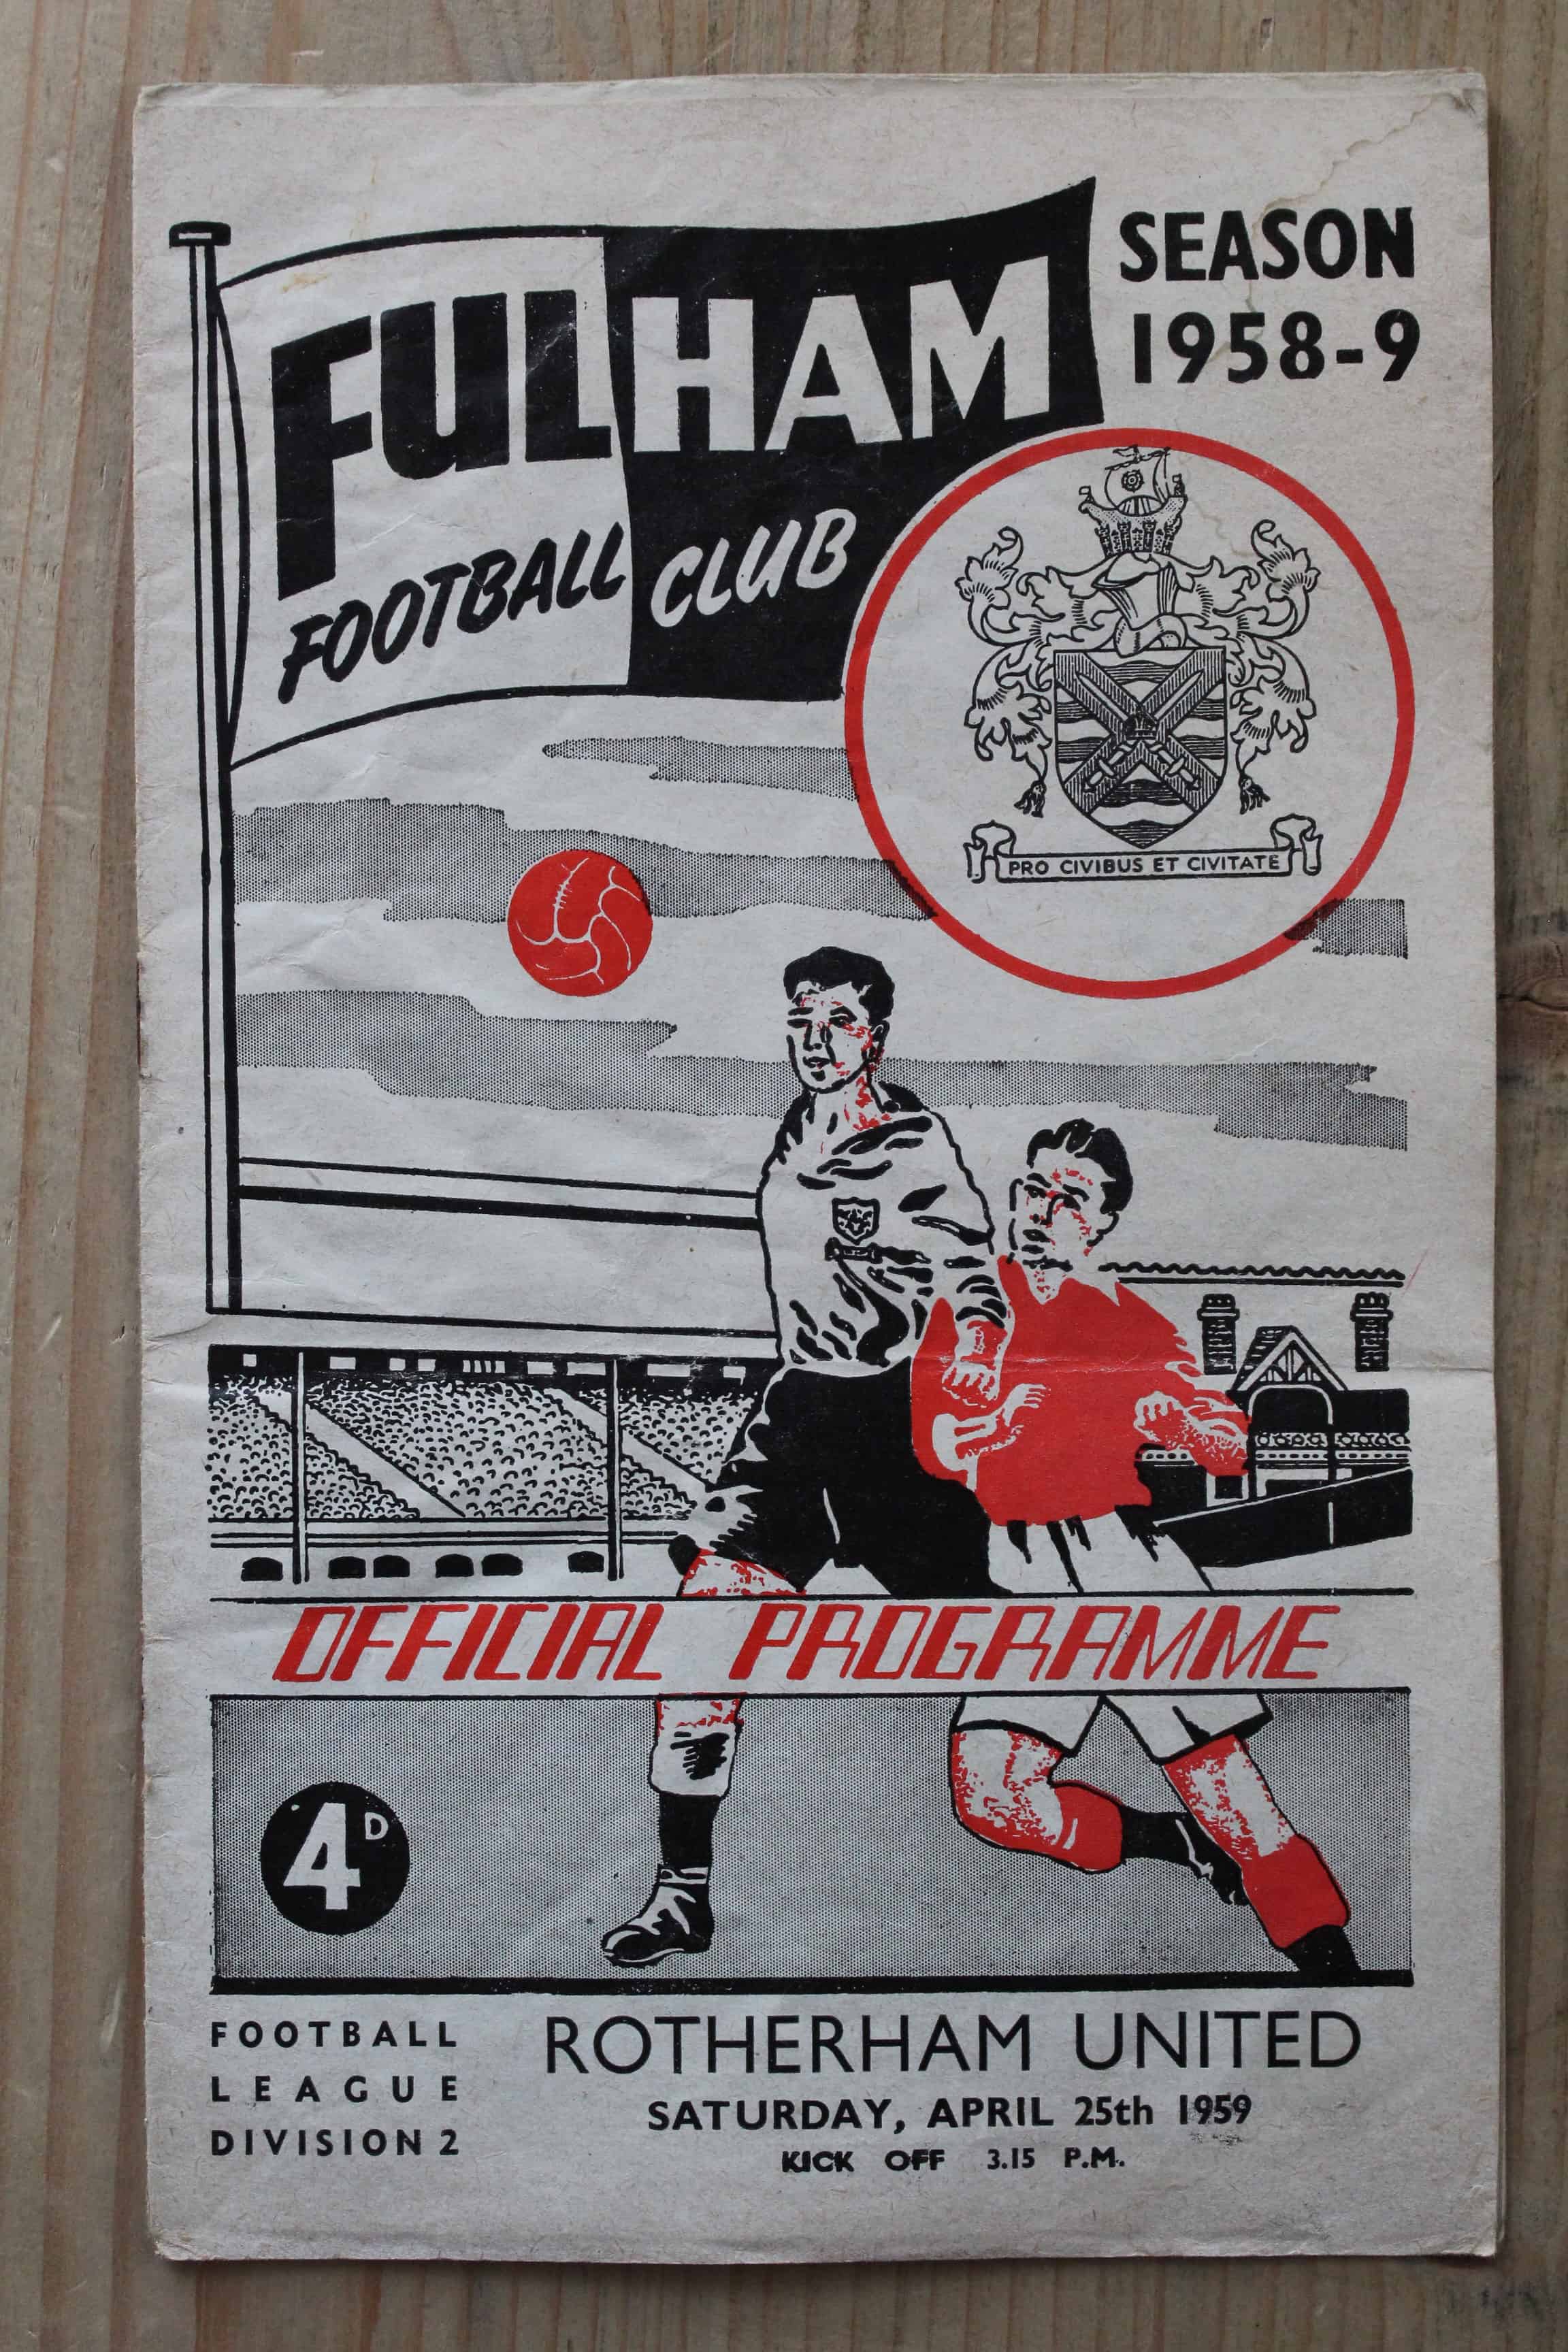 FULHAM
FOOTBALL CLUB
SEASON
1958-9
PRO CIVIBUS ET CIVITATE
OFFICIAL PROGRAMME
4D
FOOTBALL
LEAGUE
DIVISION 2
ROTHERHAM UNITED
SATURDAY, APRIL 25th 1959
KICK OFF 3.15 P.M.